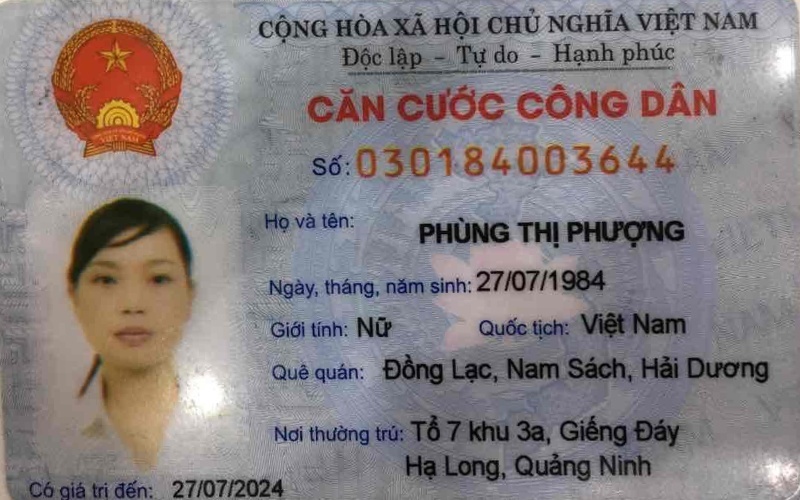 CỘNG HÒA XÃ HỘI CHỦ NGHĨA VIỆT NAM
Độc lập - Tự do - Hạnh phúc
CĂN CƯỚC CÔNG DÂN
Số: 030184003644
Họ và tên: PHÙNG THỊ PHƯỢNG
Ngày, tháng, năm sinh: 27/07/1984
Giới tính: Nữ Quốc tịch: Việt Nam
Quê quán: Đồng Lạc, Nam Sách, Hải Dương
Nơi thường trú: Tổ 7 khu 3a, Giếng Đáy
Hạ Long, Quảng Ninh
Có giá trị đến: 27/07/2024
VIỆT NAM